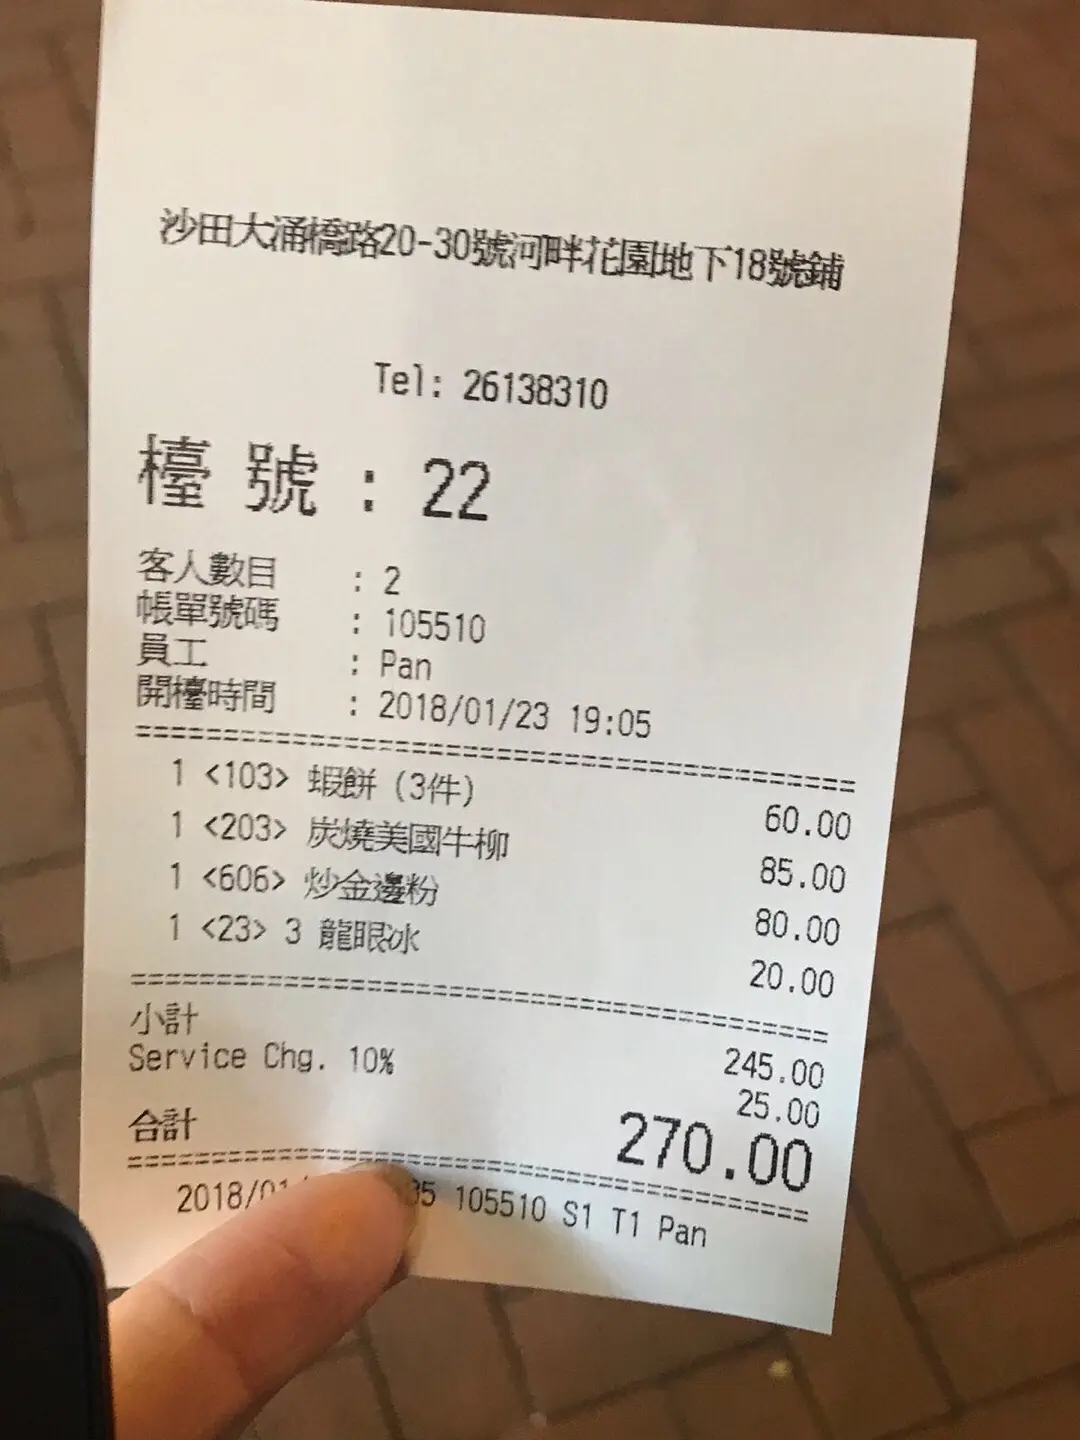 沙田大涌橋路20-30號河畔花園地下18號鋪
Tel: 26138310
檯 號 : 22
客人數目 : 2
帳單號碼 : 105510
員工 : Pan
開檯時間 : 2018/01/23 19:05
1 <103> 蝦餅 (3件) 60.00
1 <203> 炭燒美國牛柳 85.00
1 <606> 炒金邊粉 80.00
1 <23> 3 龍眼冰 20.00
小計 245.00
Service Chg. 10% 25.00
合計 270.00
2018/01 35 105510 S1 T1 Pan